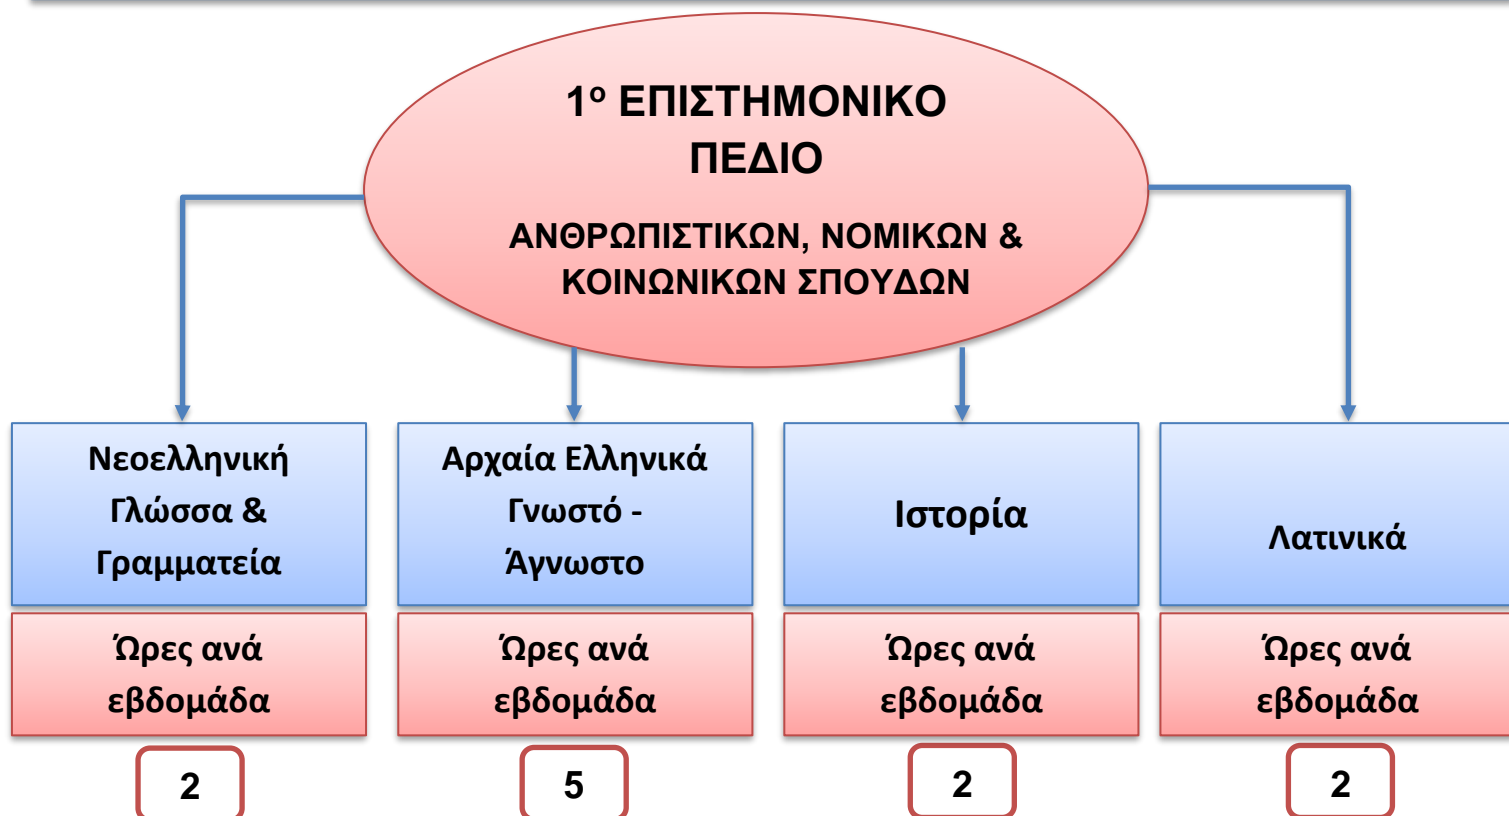 1ο ΕΠΙΣΤΗΜΟΝΙΚΟ
ΠΕΔΙΟ
ΑΝΘΡΩΠΙΣΤΙΚΩΝ, ΝΟΜΙΚΩΝ &
ΚΟΙΝΩΝΙΚΩΝ ΣΠΟΥΔΩΝ
Νεοελληνική
Γλώσσα &
Γραμματεία
Αρχαία Ελληνικά
Γνωστό -
Άγνωστο
Ιστορία
Λατινικά
Ώρες ανά
εβδομάδα
Ώρες ανά
εβδομάδα
Ώρες ανά
εβδομάδα
Ώρες ανά
εβδομάδα
2
5
2
2